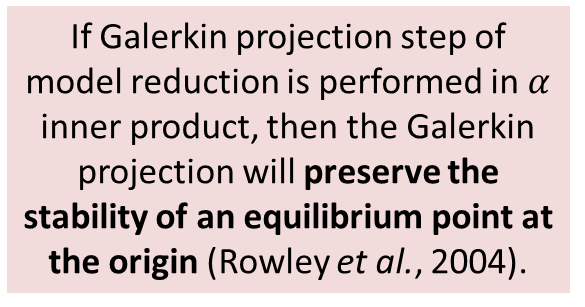 If Galerkin projection step of
model reduction is performed in α
inner product, then the Galerkin
projection will preserve the
stability of an equilibrium point at
the origin (Rowley et al., 2004).